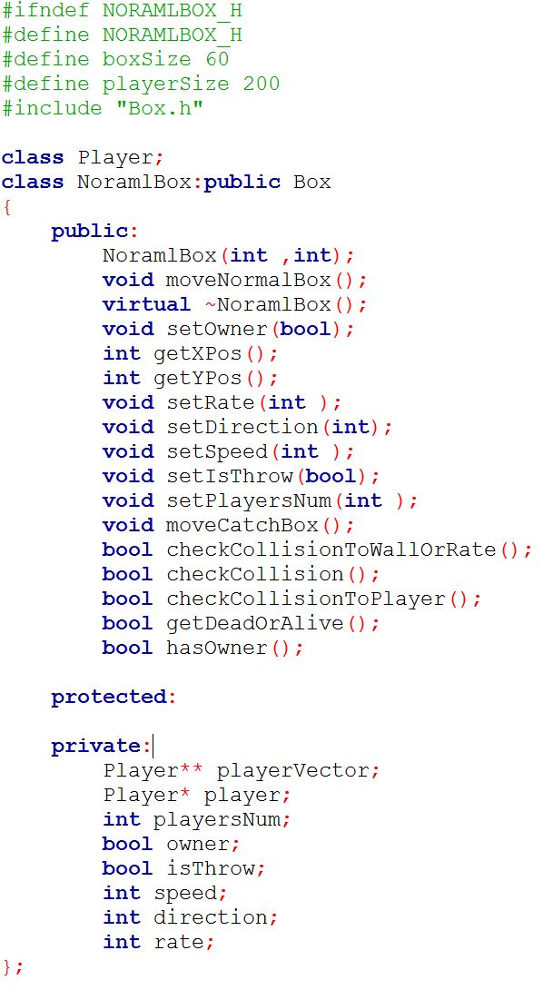 #ifndef NORAMLBOX_H
#define NORAMLBOX_H
#define boxSize 60
#define playerSize 200
#include "Box.h"

class Player;
class NoramlBox:public Box
{
    public:
        NoramlBox(int ,int);
        void moveNormalBox();
        virtual ~NoramlBox();
        void setOwner(bool);
        int getXPos();
        int getYPos();
        void setRate(int );
        void setDirection(int);
        void setSpeed(int );
        void setIsThrow(bool);
        void setPlayersNum(int );
        void moveCatchBox();
        bool checkCollisionToWallOrRate();
        bool checkCollision();
        bool checkCollisionToPlayer();
        bool getDeadOrAlive();
        bool hasOwner();

    protected:

    private:
        Player** playerVector;
        Player* player;
        int playersNum;
        bool owner;
        bool isThrow;
        int speed;
        int direction;
        int rate;
};